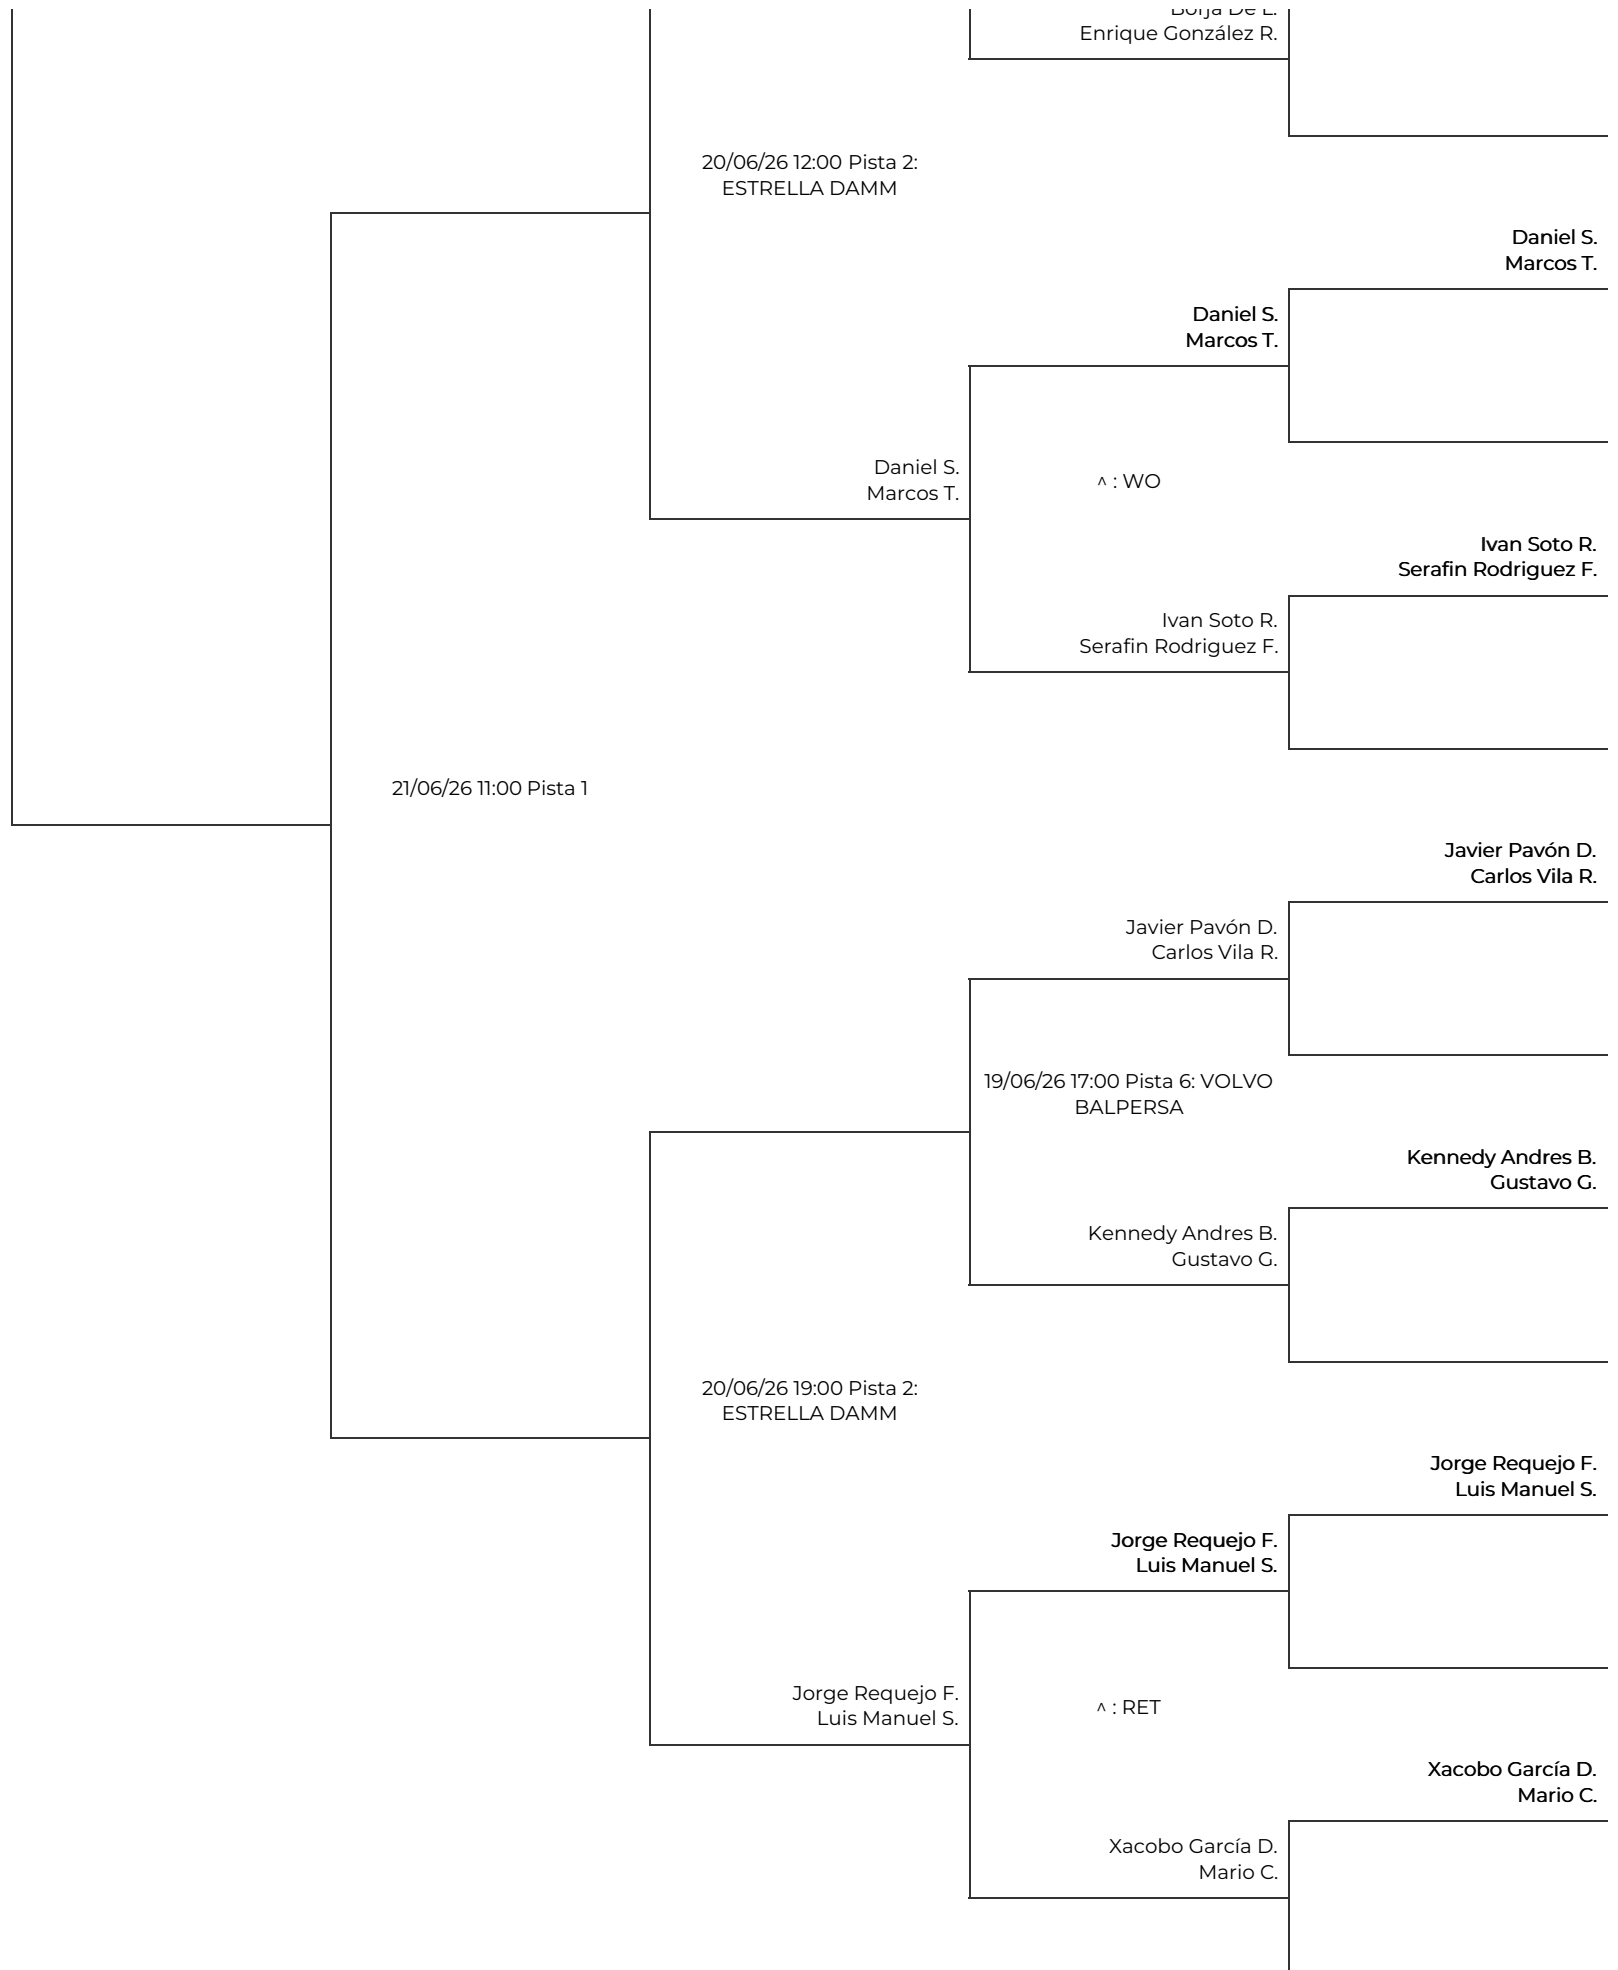 Borja De L.
Enrique González R.
20/06/26 12:00 Pista 2:
ESTRELLA DAMM
Daniel S.
Marcos T.
Daniel S.
Marcos T.
Daniel S.
Marcos T.
^ : WO
Ivan Soto R.
Serafin Rodriguez F.
Ivan Soto R.
Serafin Rodriguez F.
21/06/26 11:00 Pista 1
Javier Pavón D.
Carlos Vila R.
Javier Pavón D.
Carlos Vila R.
19/06/26 17:00 Pista 6: VOLVO
BALPERSA
Kennedy Andres B.
Gustavo G.
Kennedy Andres B.
Gustavo G.
20/06/26 19:00 Pista 2:
ESTRELLA DAMM
Jorge Requejo F.
Luis Manuel S.
Jorge Requejo F.
Luis Manuel S.
Jorge Requejo F.
Luis Manuel S.
^ : RET
Xacobo García D.
Mario C.
Xacobo García D.
Mario C.